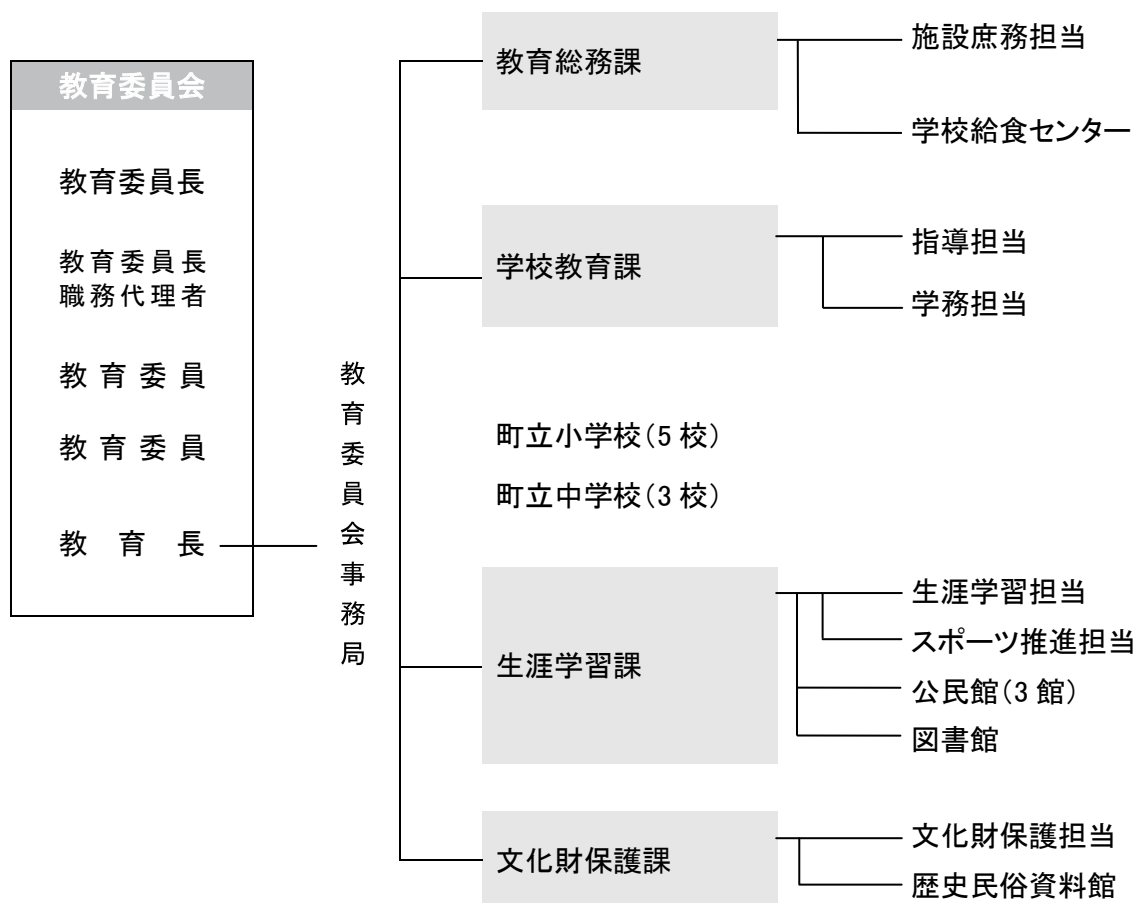 教育委員会
教育委員長
教育委員長
職務代理者
教育委員
教育委員
教育長
教育委員会事務局
教育総務課
施設庶務担当
学校給食センター
学校教育課
指導担当
学務担当
町立小学校（5 校）
町立中学校（3 校）
生涯学習課
生涯学習担当
スポーツ推進担当
公民館（3 館）
図書館
文化財保護課
文化財保護担当
歴史民俗資料館